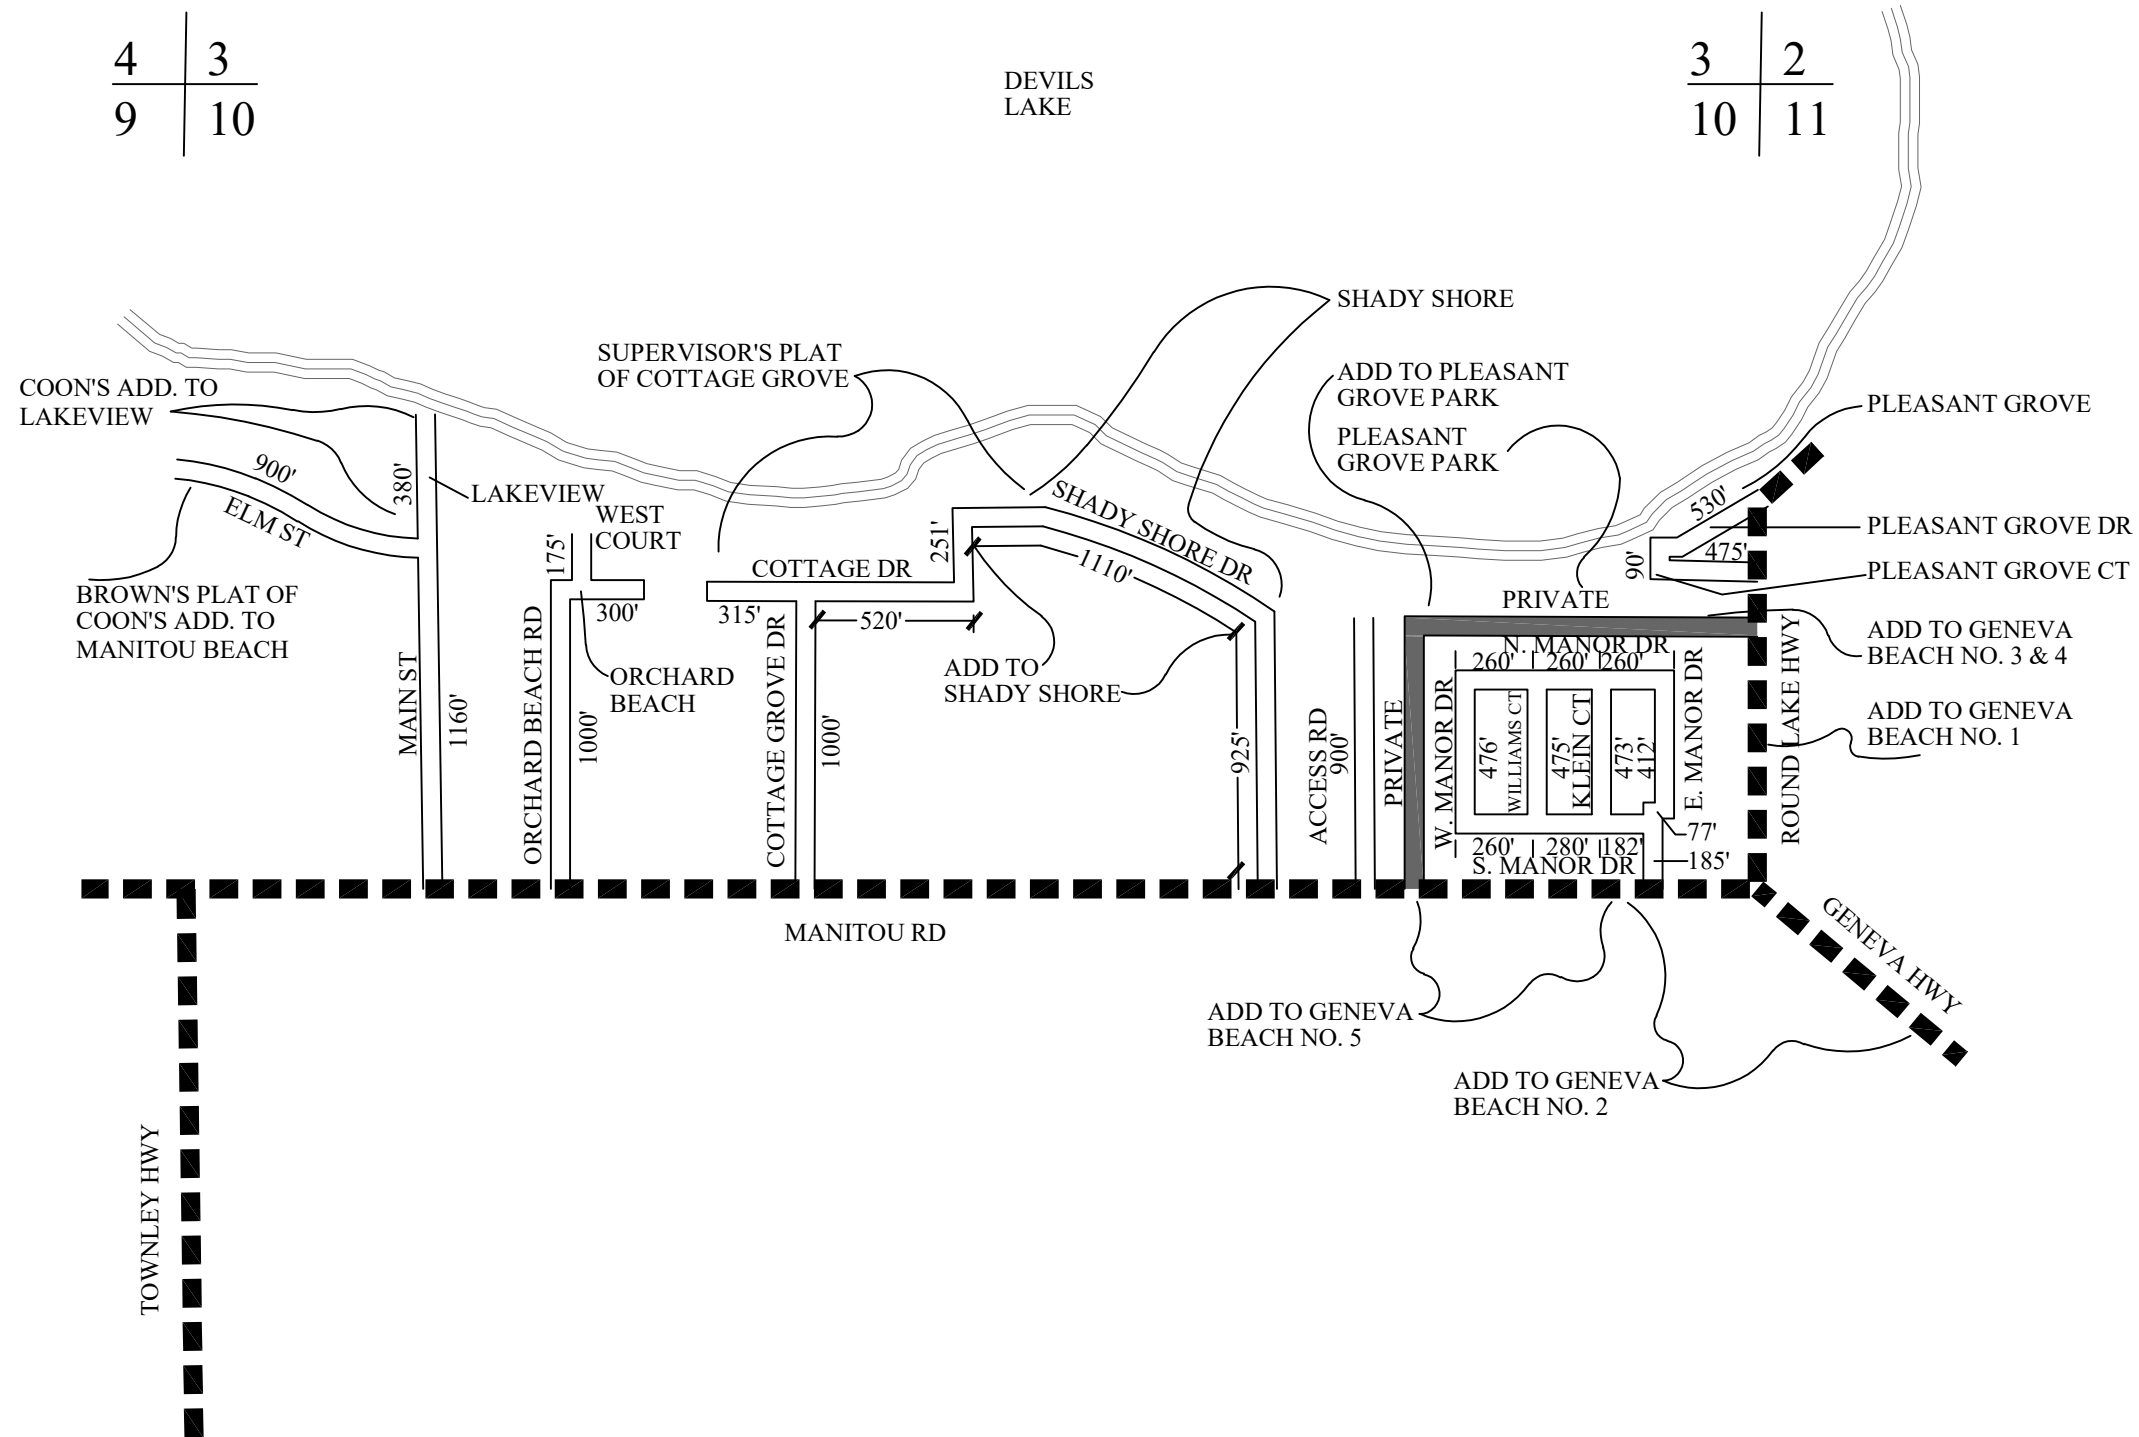 4 3
9 10
DEVILS
LAKE
3 2
10 11
SHADY SHORE
SUPERVISOR'S PLAT
OF COTTAGE GROVE
ADD TO PLEASANT
GROVE PARK
PLEASANT
GROVE PARK
PLEASANT GROVE
COON'S ADD. TO
LAKEVIEW
900'
ELM ST
380'
LAKEVIEW
WEST
COURT
175'
300'
BROWN'S PLAT OF
COON'S ADD. TO
MANITOU BEACH
MAIN ST
1160'
ORCHARD BEACH RD
1000'
ORCHARD
BEACH
COTTAGE DR
315'
520'
251'
COTTAGE GROVE DR
1000'
SHADY SHORE DR
1110'
ADD TO
SHADY SHORE
925'
ACCESS RD
900'
PRIVATE
PRIVATE
530'
90'
475'
PLEASANT GROVE DR
PLEASANT GROVE CT
ADD TO GENEVA
BEACH NO. 3 & 4
ADD TO GENEVA
BEACH NO. 1
N. MANOR DR
260' 260' 260'
W. MANOR DR
476'
WILLIAMS CT
475'
KLEIN CT
473'
412'
E. MANOR DR
77'
185'
260' 280' 182'
S. MANOR DR
ROUND LAKE HWY
MANITOU RD
GENEVA HWY
ADD TO GENEVA
BEACH NO. 5
ADD TO GENEVA
BEACH NO. 2
TOWNLEY HWY